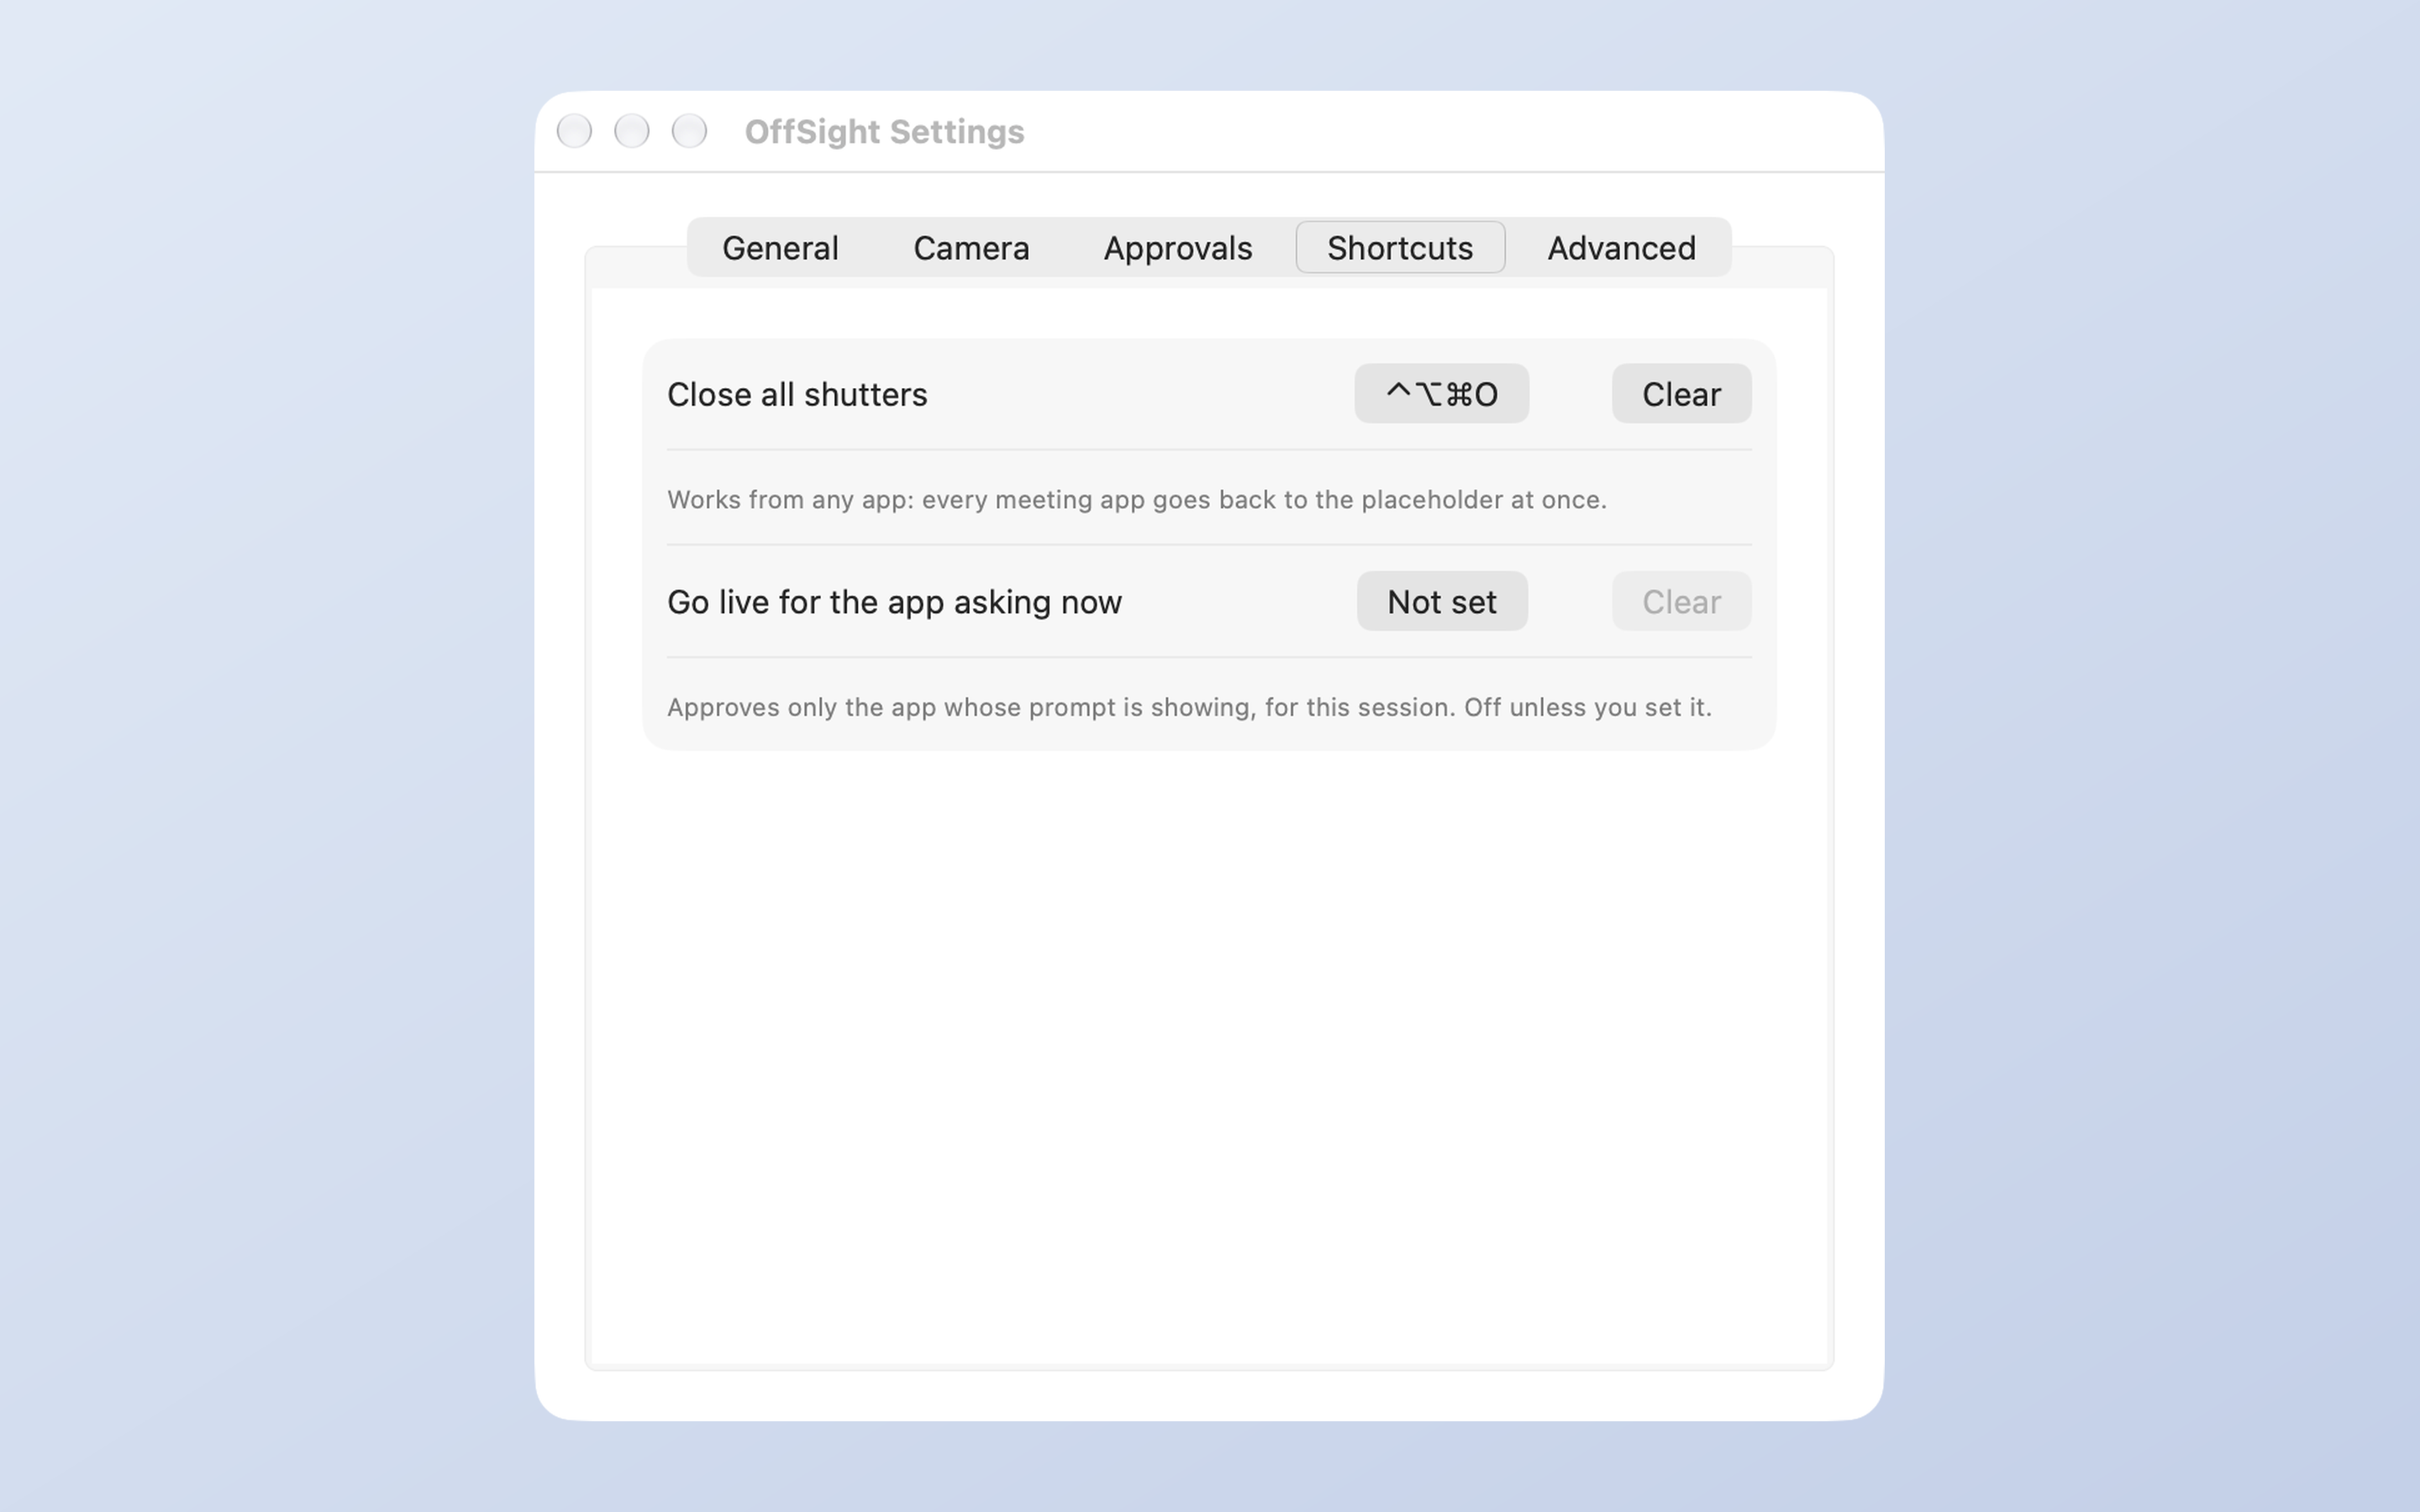 OffSight Settings
General Camera Approvals Shortcuts Advanced
Close all shutters ⌃⌥⌘O Clear
Works from any app: every meeting app goes back to the placeholder at once.
Go live for the app asking now Not set Clear
Approves only the app whose prompt is showing, for this session. Off unless you set it.